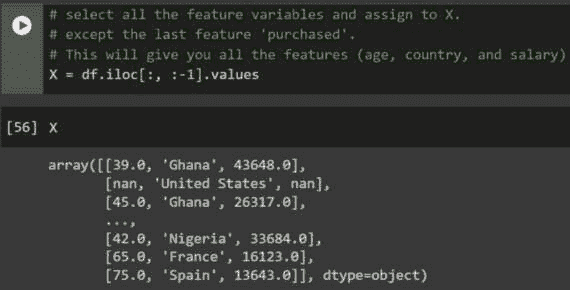 # select all the feature variables and assign to X.
# except the last feature 'purchased'.
# This will give you all the features (age, country, and salary)
X = df.iloc[:, :-1].values
[56] X
array([[39.0, 'Ghana', 43648.0],
[nan, 'United States', nan],
[45.0, 'Ghana', 26317.0],
...,
[42.0, 'Nigeria', 33684.0],
[65.0, 'France', 16123.0],
[75.0, 'Spain', 13643.0]], dtype=object)